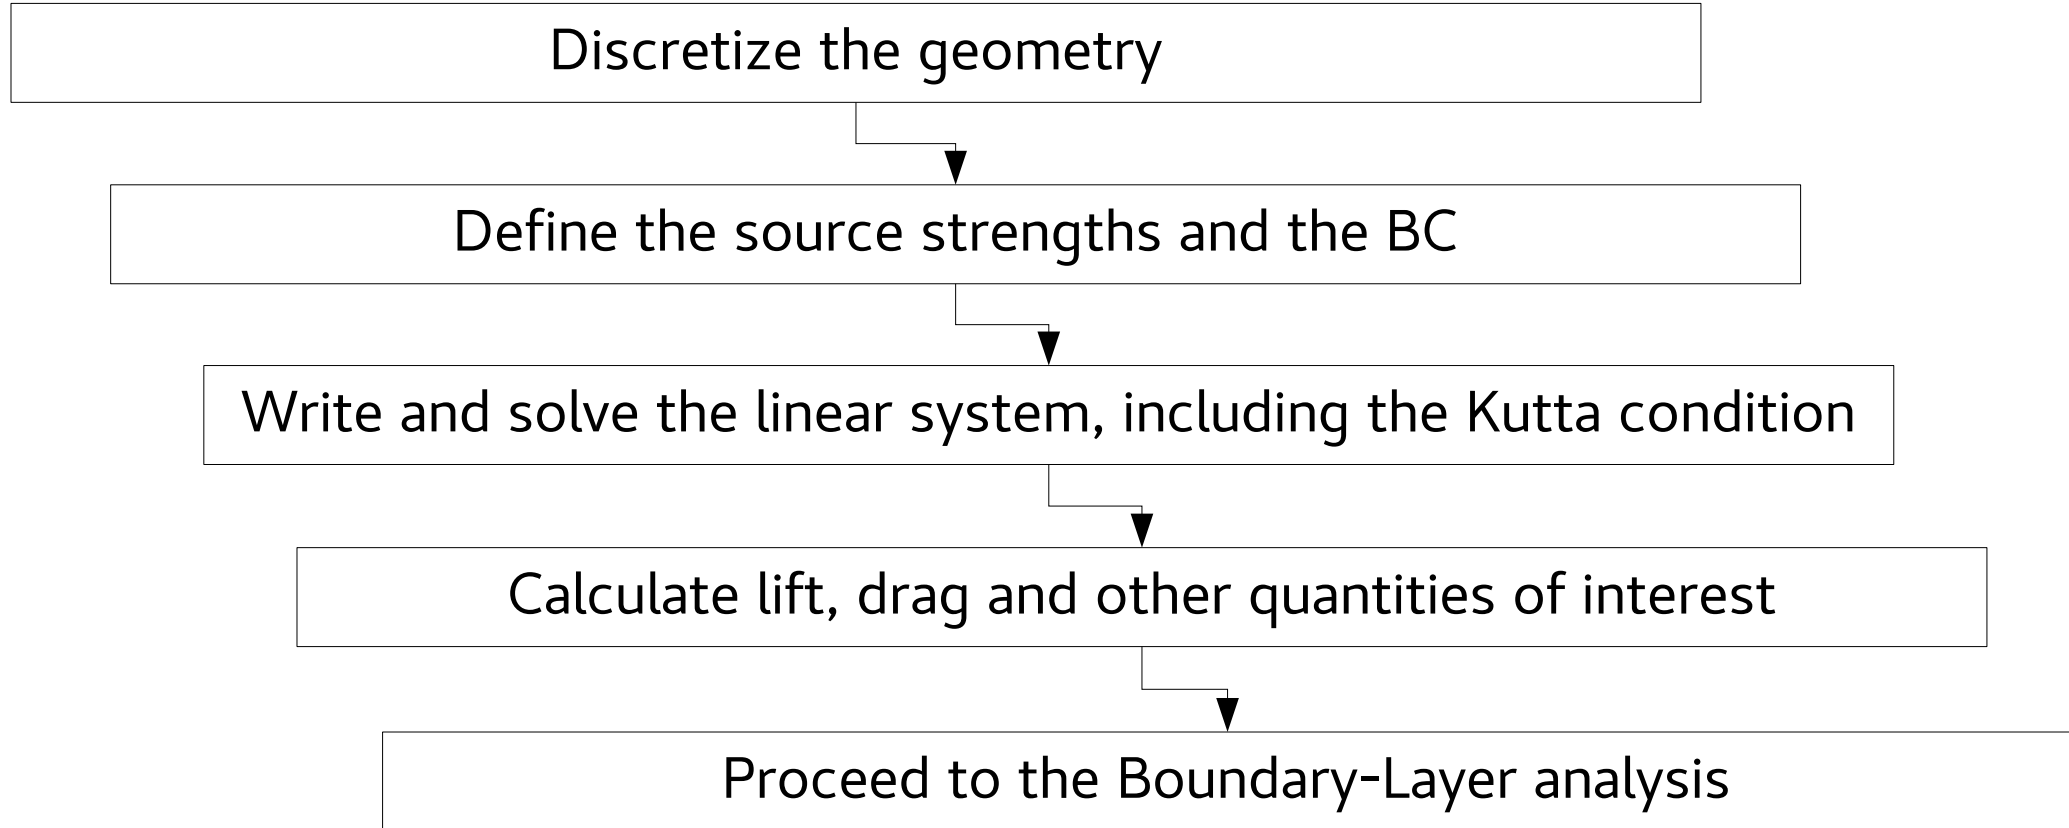 Discretize the geometry
Define the source strengths and the BC
Write and solve the linear system, including the Kutta condition
Calculate lift, drag and other quantities of interest
Proceed to the Boundary-Layer analysis